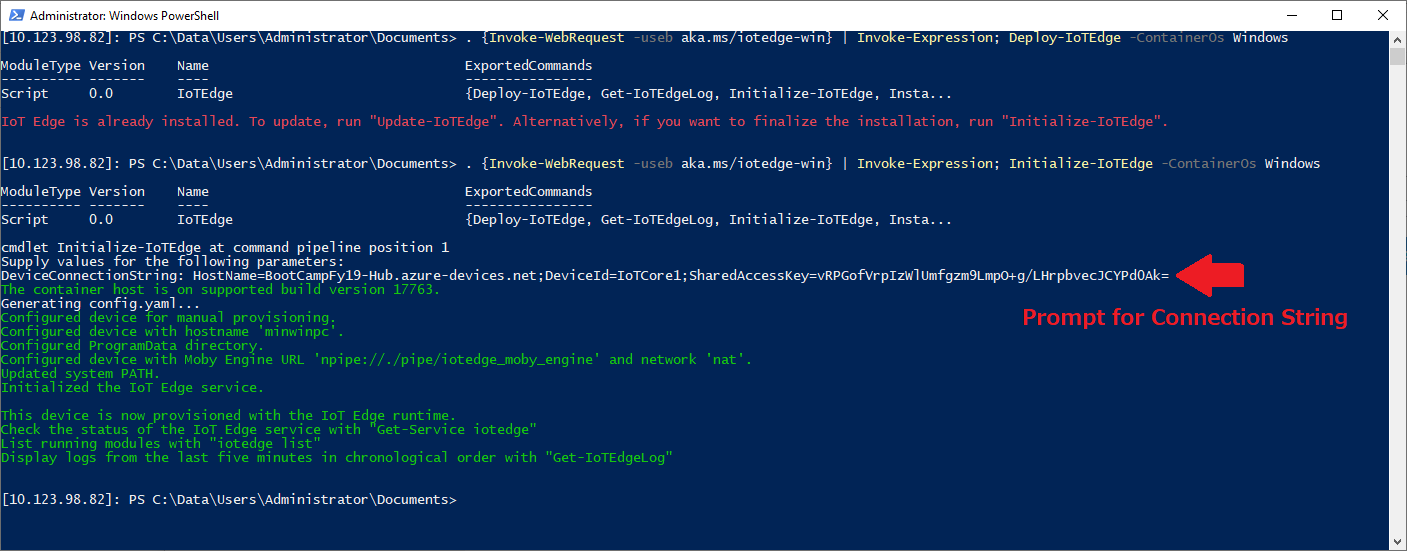 Administrator: Windows PowerShell
[10.123.98.82]: PS C:\Data\Users\Administrator\Documents> . {Invoke-WebRequest -useb aka.ms/iotedge-win} | Invoke-Expression; Deploy-IoTEdge -ContainerOs Windows
ModuleType Version    Name                                ExportedCommands
---------- -------    ----                                ----------------
Script     0.0        IoTEdge                             {Deploy-IoTEdge, Get-IoTEdgeLog, Initialize-IoTEdge, Insta...
IoT Edge is already installed. To update, run "Update-IoTEdge". Alternatively, if you want to finalize the installation, run "Initialize-IoTEdge".
[10.123.98.82]: PS C:\Data\Users\Administrator\Documents> . {Invoke-WebRequest -useb aka.ms/iotedge-win} | Invoke-Expression; Initialize-IoTEdge -ContainerOs Windows
ModuleType Version    Name                                ExportedCommands
---------- -------    ----                                ----------------
Script     0.0        IoTEdge                             {Deploy-IoTEdge, Get-IoTEdgeLog, Initialize-IoTEdge, Insta...
cmdlet Initialize-IoTEdge at command pipeline position 1
Supply values for the following parameters:
DeviceConnectionString: HostName=BootCampFy19-Hub.azure-devices.net;DeviceId=IoTCore1;SharedAccessKey=vRPGofVrpIzWlUmfgzm9LmpO+g/LHrpbvecJCYPdOAk=
The container host is on supported build version 17763.
Generating config.yaml...
Prompt for Connection String
Configured device for manual provisioning.
Configured device with hostname 'minwinpc'.
Configured ProgramData directory.
Configured device with Moby Engine URL 'npipe://./pipe/iotedge_moby_engine' and network 'nat'.
Updated system PATH.
Initialized the IoT Edge service.
This device is now provisioned with the IoT Edge runtime.
Check the status of the IoT Edge service with "Get-Service iotedge"
List running modules with "iotedge list"
Display logs from the last five minutes in chronological order with "Get-IoTEdgeLog"
[10.123.98.82]: PS C:\Data\Users\Administrator\Documents>